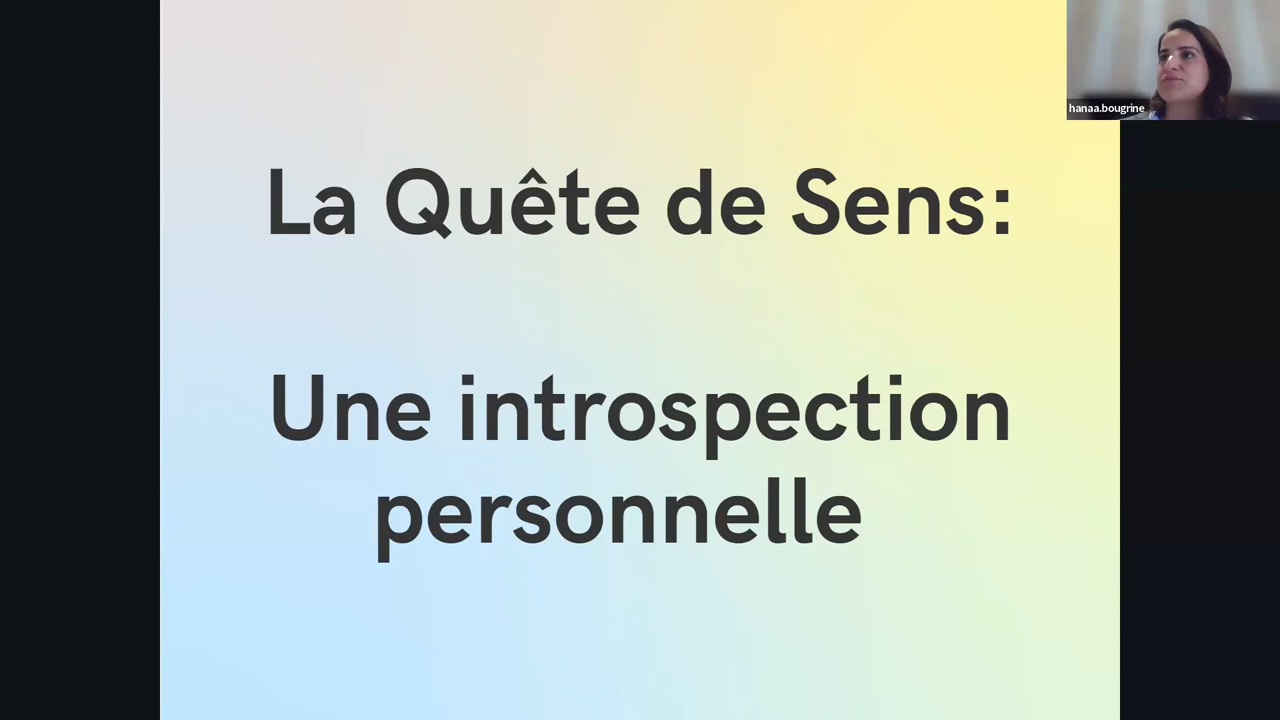 La Quête de Sens:
Une introspection
personnelle
hanaa.bougrine